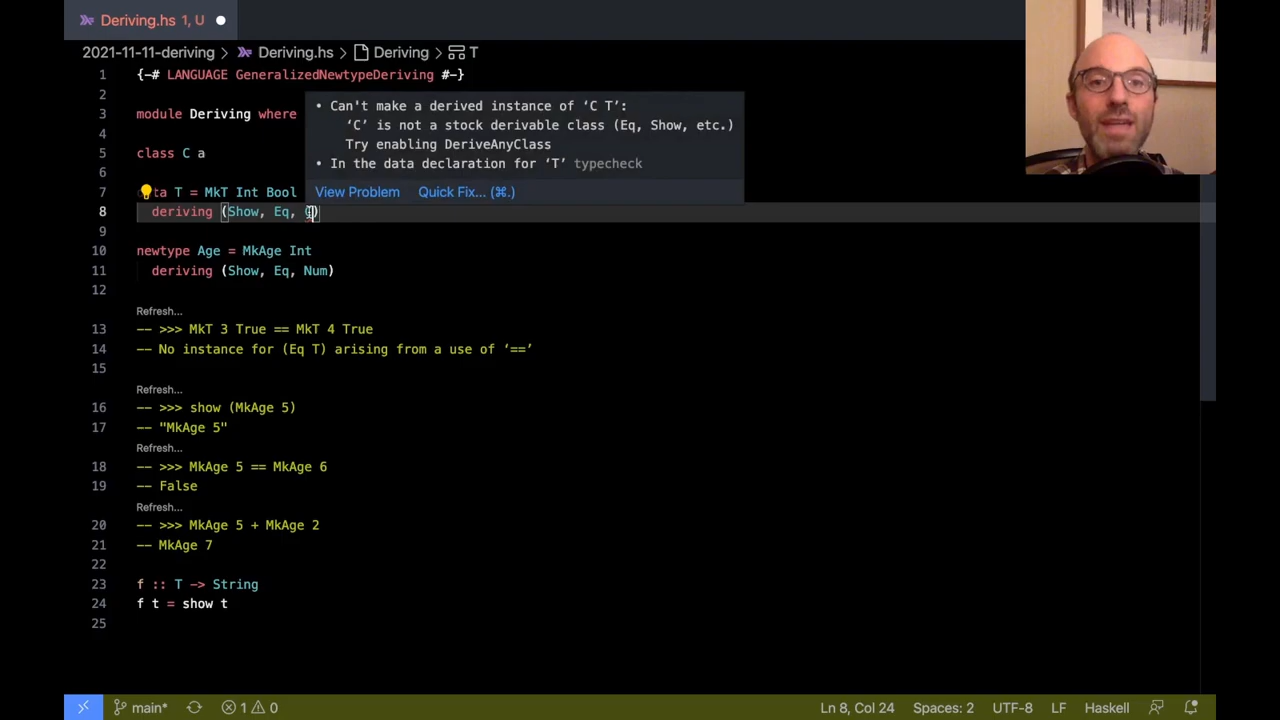 Deriving.hs 1, U
2021-11-11-deriving > Deriving.hs > Deriving > T
1 {-# LANGUAGE GeneralizedNewtypeDeriving #-}
2
3 module Deriving where
4
5 class C a
6
7 ta T = MkT Int Bool
8 deriving (Show, Eq, C)
• Can't make a derived instance of ‘C T’:
‘C’ is not a stock derivable class (Eq, Show, etc.)
Try enabling DeriveAnyClass
• In the data declaration for ‘T’ typecheck
View Problem Quick Fix... (⌘.)
9
10 newtype Age = MkAge Int
11 deriving (Show, Eq, Num)
12
Refresh...
13 -- >>> MkT 3 True == MkT 4 True
14 -- No instance for (Eq T) arising from a use of ‘==’
15
Refresh...
16 -- >>> show (MkAge 5)
17 -- "MkAge 5"
Refresh...
18 -- >>> MkAge 5 == MkAge 6
19 -- False
Refresh...
20 -- >>> MkAge 5 + MkAge 2
21 -- MkAge 7
22
23 f :: T -> String
24 f t = show t
25
main* 1 0 Ln 8, Col 24 Spaces: 2 UTF-8 LF Haskell